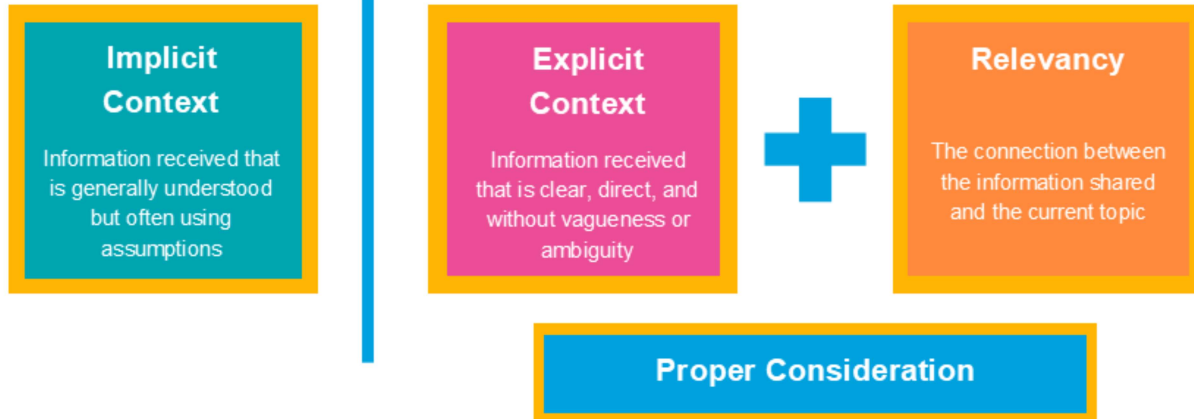 Implicit
Context
Information received that
is generally understood
but often using
assumptions
Explicit
Context
Information received
that is clear, direct, and
without vagueness or
ambiguity
Relevancy
The connection between
the information shared
and the current topic
Proper Consideration